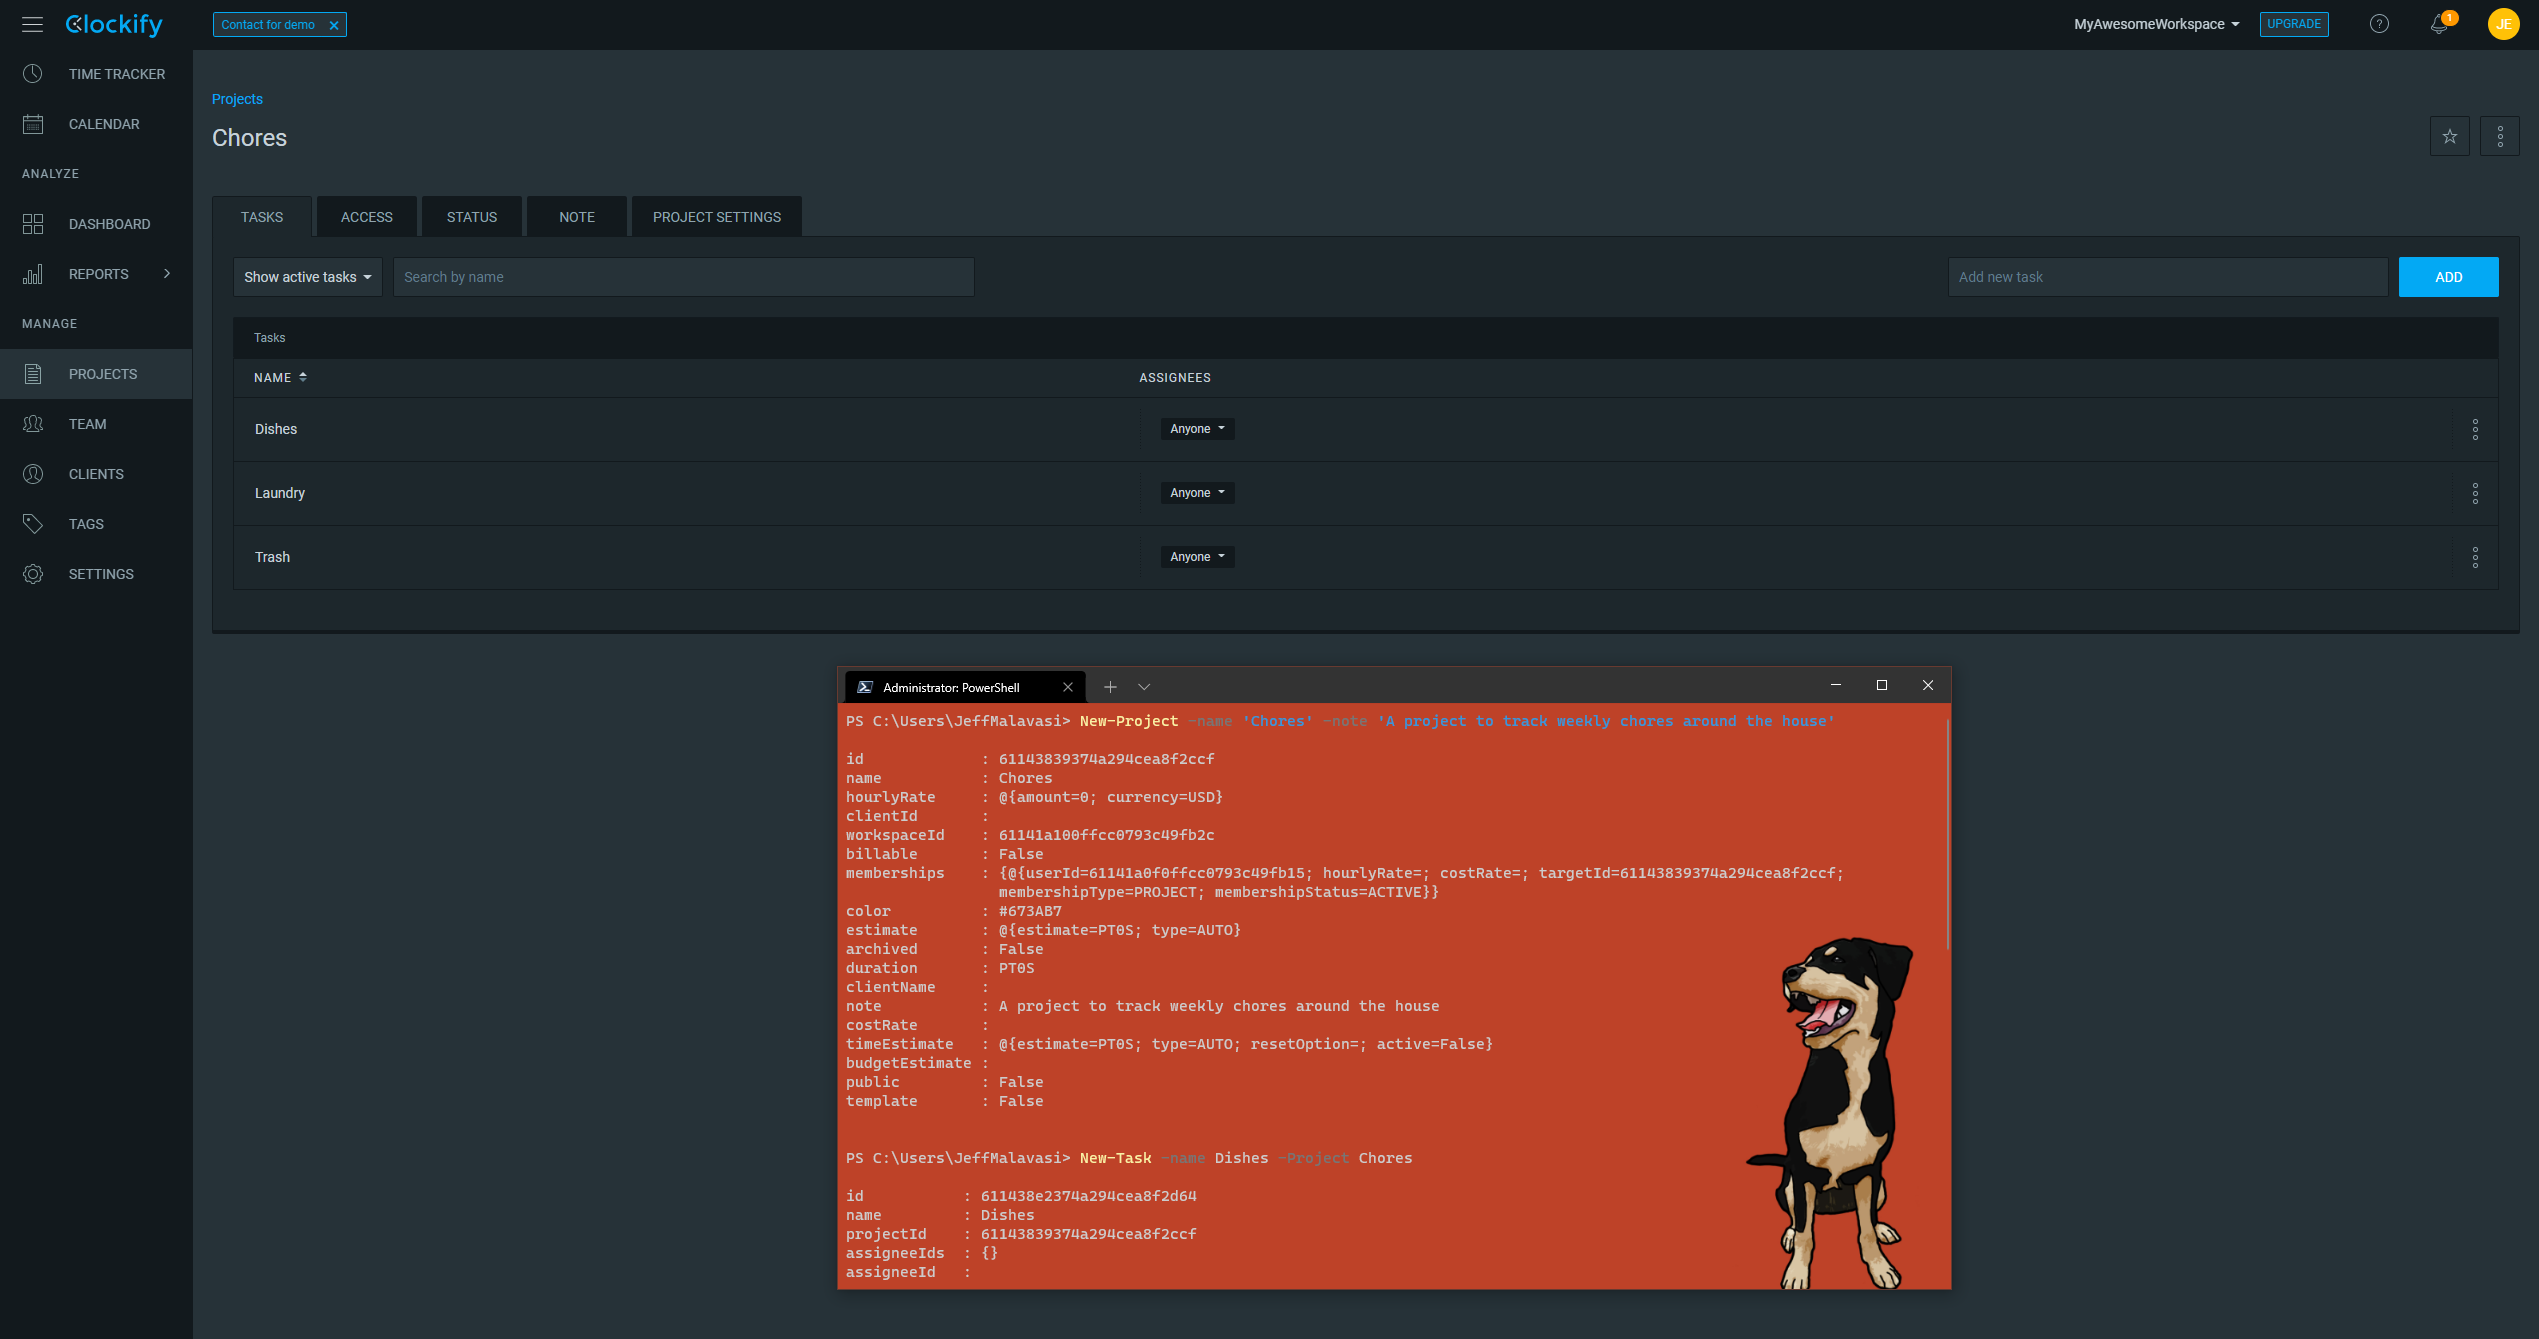 Clockify
Contact for demo
MyAwesomeWorkspace
UPGRADE
1
JE
TIME TRACKER
CALENDAR
ANALYZE
DASHBOARD
REPORTS
MANAGE
PROJECTS
TEAM
CLIENTS
TAGS
SETTINGS
Projects
Chores
TASKS ACCESS STATUS NOTE PROJECT SETTINGS
Show active tasks Search by name Add new task ADD
Tasks
NAME ASSIGNEES
Dishes Anyone
Laundry Anyone
Trash Anyone
Administrator: PowerShell
PS C:\Users\JeffMalavasi> New-Project -name 'Chores' -note 'A project to track weekly chores around the house'
id : 61143839374a294cea8f2ccf
name : Chores
hourlyRate : @{amount=0; currency=USD}
clientId :
workspaceId : 61141a100ffcc0793c49fb2c
billable : False
memberships : {@{userId=61141a0f0ffcc0793c49fb15; hourlyRate=; costRate=; targetId=61143839374a294cea8f2ccf;
membershipType=PROJECT; membershipStatus=ACTIVE}}
color : #673AB7
estimate : @{estimate=PT0S; type=AUTO}
archived : False
duration : PT0S
clientName :
note : A project to track weekly chores around the house
costRate :
timeEstimate : @{estimate=PT0S; type=AUTO; resetOption=; active=False}
budgetEstimate :
public : False
template : False
PS C:\Users\JeffMalavasi> New-Task -name Dishes -Project Chores
id : 611438e2374a294cea8f2d64
name : Dishes
projectId : 61143839374a294cea8f2ccf
assigneeIds : {}
assigneeId :